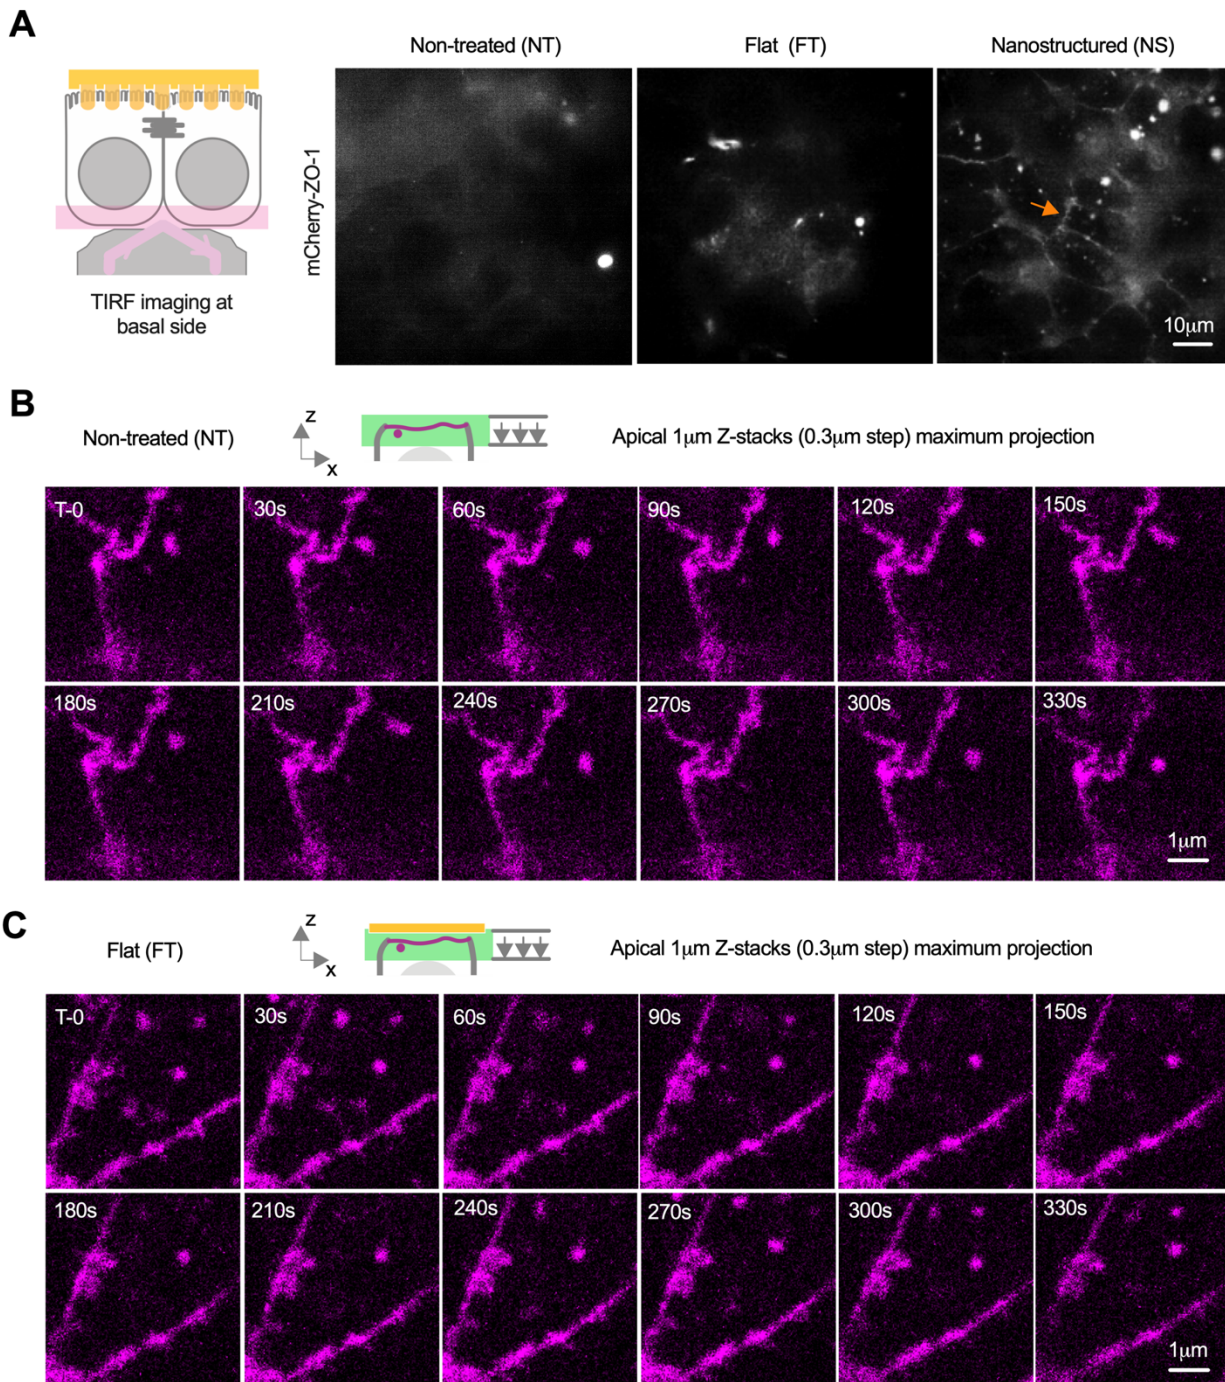 A
Non-treated (NT)
Flat (FT)
Nanostructured (NS)
mCherry-ZO-1
TIRF imaging at
basal side
10μm
B
Non-treated (NT)
Z
X
Apical 1μm Z-stacks (0.3μm step) maximum projection
T-0
30s
60s
90s
120s
150s
180s
210s
240s
270s
300s
330s
1μm
C
Flat (FT)
Z
X
Apical 1μm Z-stacks (0.3μm step) maximum projection
T-0
30s
60s
90s
120s
150s
180s
210s
240s
270s
300s
330s
1μm